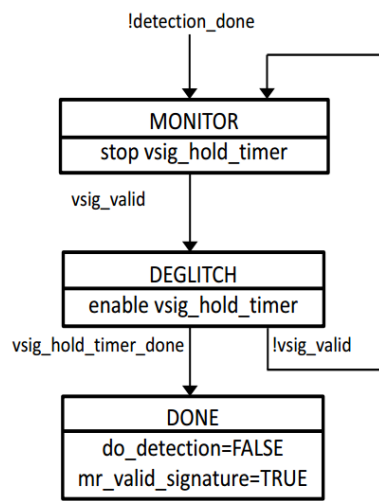 !detection_done
MONITOR
stop vsig_hold_timer
vsig_valid
DEGLITCH
enable vsig_hold_timer
vsig_hold_timer_done
!vsig_valid
DONE
do_detection=FALSE
mr_valid_signature=TRUE